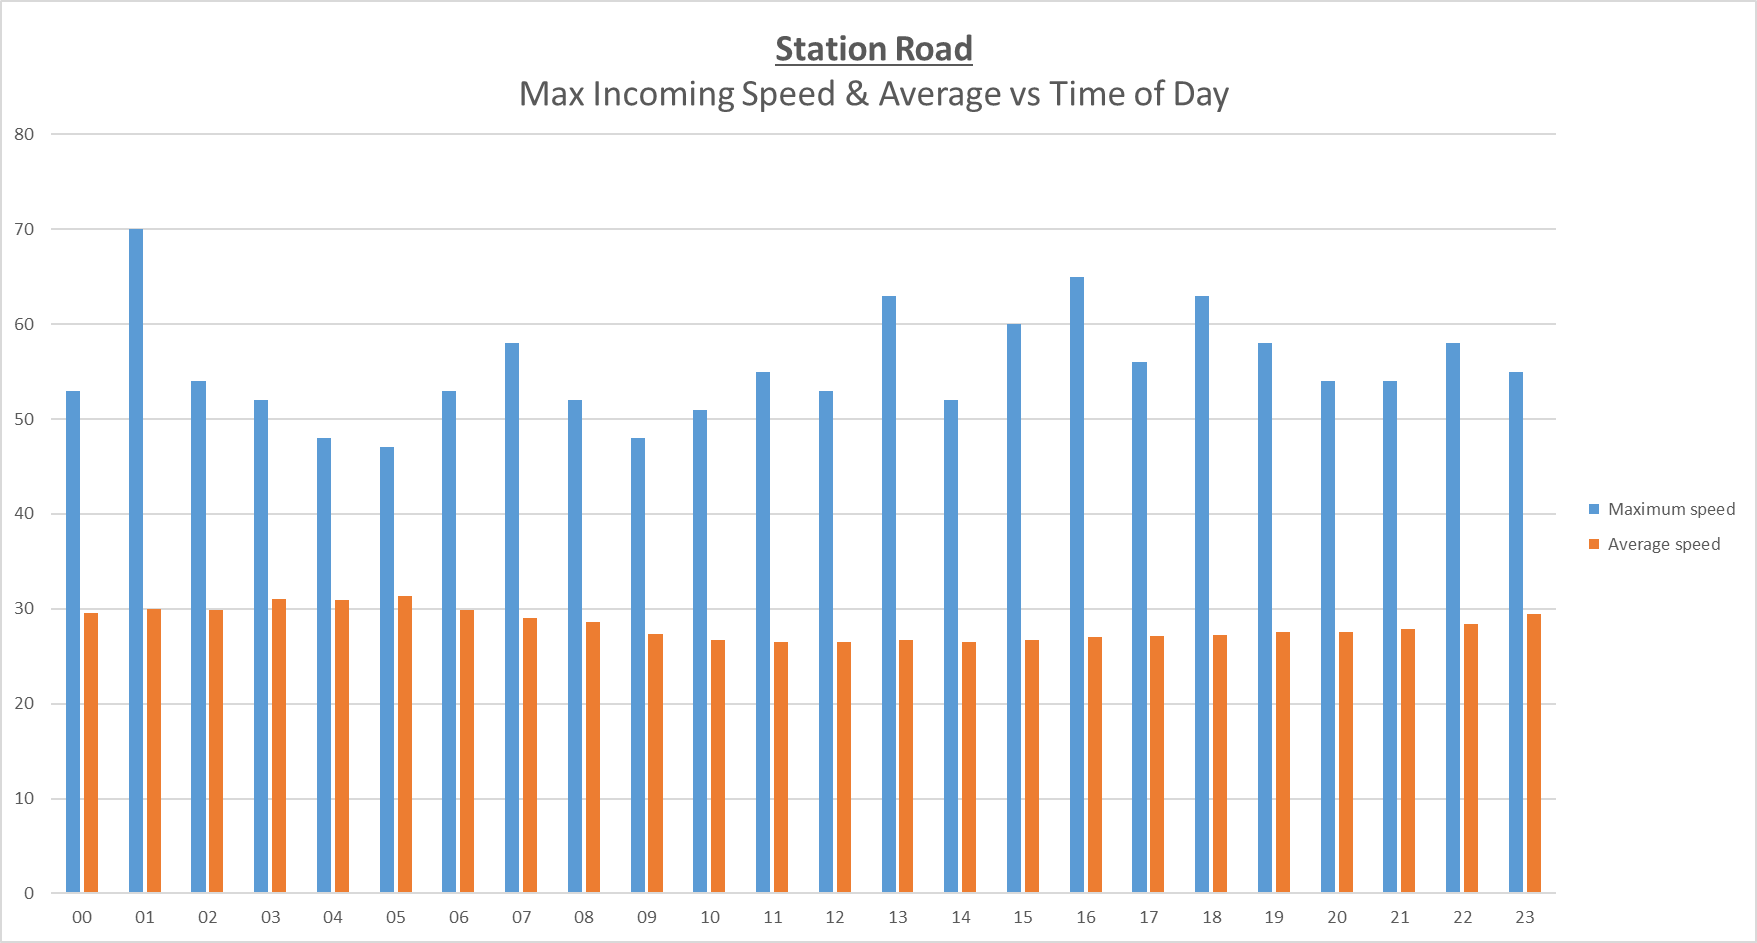 Station Road
Max Incoming Speed & Average vs Time of Day
80
70
60
50
40
30
20
10
0
00 01 02 03 04 05 06 07 08 09 10 11 12 13 14 15 16 17 18 19 20 21 22 23
Maximum speed
Average speed